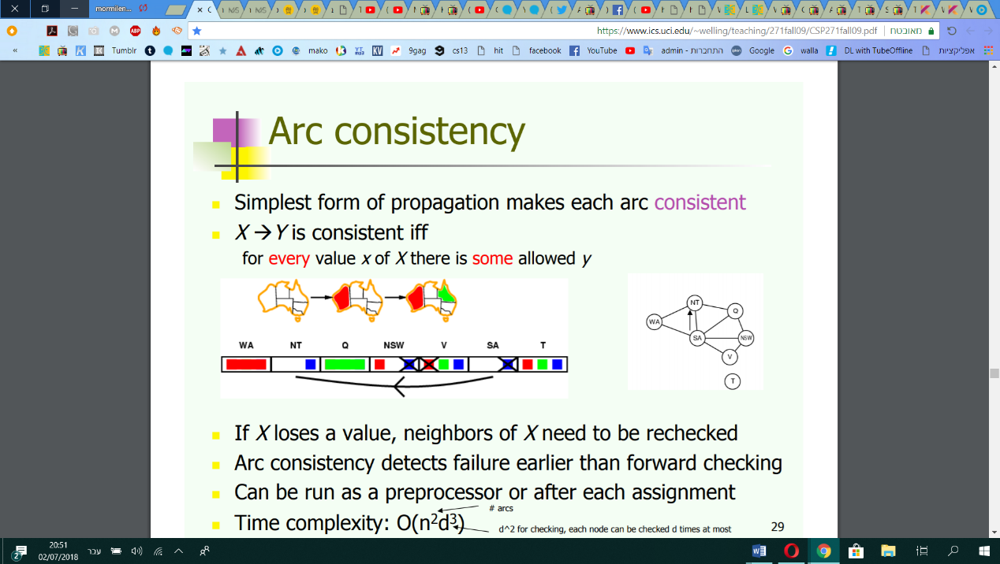 mormilen...
https://www.ics.uci.edu/~welling/teaching/271fall09/CSP271fall09.pdf | מאובטח
« Tumblr mako 9gag cs13 hit facebook YouTube התחברות - admin Google walla DL with TubeOffline אפליקציות
Arc consistency
Simplest form of propagation makes each arc consistent
X → Y is consistent iff
for every value x of X there is some allowed y
WA NT Q NSW V SA T
NT
Q
WA
SA
NSW
V
T
If X loses a value, neighbors of X need to be rechecked
Arc consistency detects failure earlier than forward checking
Can be run as a preprocessor or after each assignment
# arcs
Time complexity: O(n²d³)
d^2 for checking, each node can be checked d times at most
29
20:51
02/07/2018
עבר
2